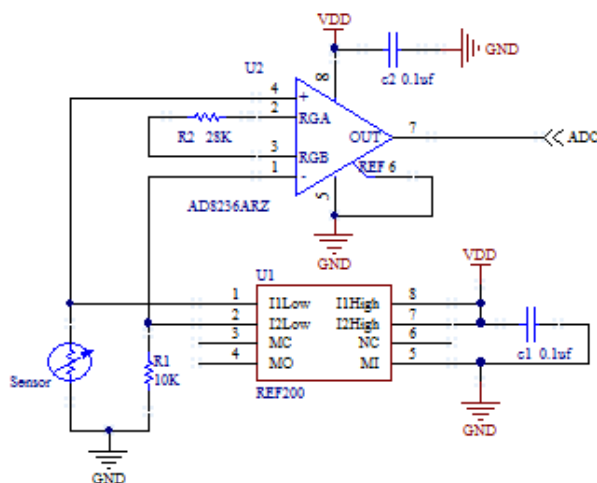 VDD
GND
c2 0.1uf
U2
8
4
+
2
RGA
R2 28K
OUT
7
ADC
3
RGB
REF 6
1
-
5
AD8236ARZ
GND
VDD
U1
1
I1Low
I1High
8
2
I2Low
I2High
7
3
MC
NC
6
4
MO
MI
5
c1 0.1uf
R1
10K
Sensor
REF200
GND
GND